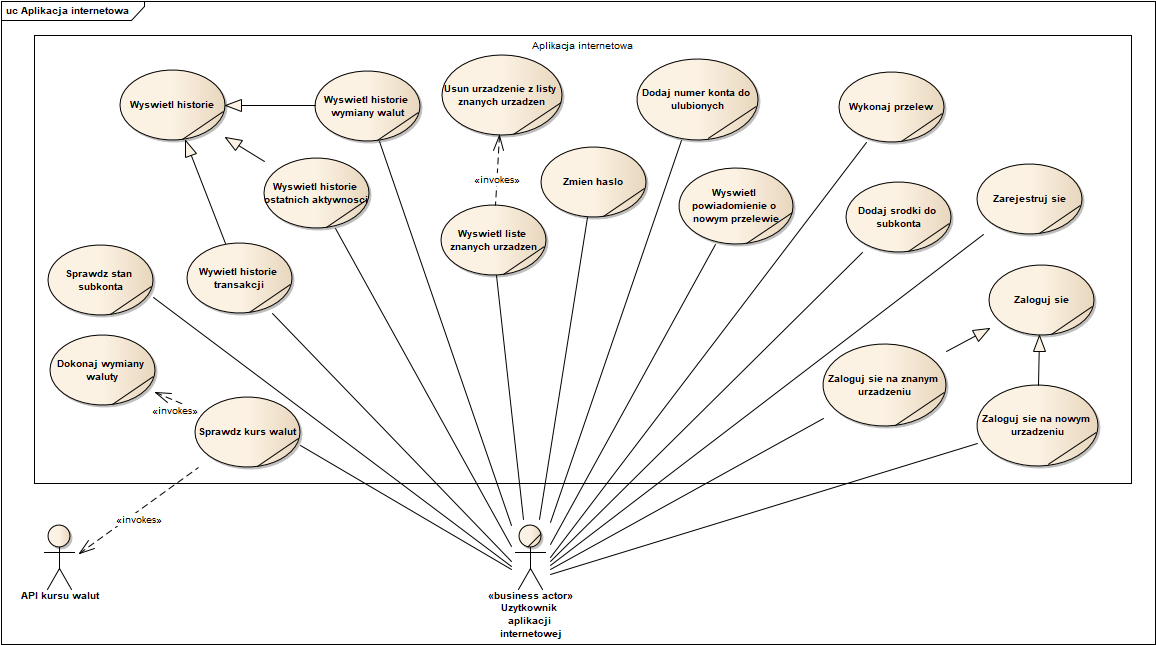 uc Aplikacja internetowa
Aplikacja internetowa
Wyswietl historie
Wyswietl historie
wymiany walut
Usun urzadzenie z listy
znanych urzadzen
Dodaj numer konta do
ulubionych
Wykonaj przelew
Wyswietl historie
ostatnich aktywnosci
«invokes»
Zmien haslo
Wyswietl
powiadomienie o
nowym przelewie
Dodaj srodki do
subkonta
Zarejestruj sie
Wyswietl liste
znanych urzadzen
Sprawdz stan
subkonta
Wywietl historie
transakcji
Zaloguj sie
Dokonaj wymiany
waluty
Zaloguj sie na znanym
urzadzeniu
«invokes»
Sprawdz kurs walut
Zaloguj sie na nowym
urzadzeniu
«invokes»
API kursu walut
«business actor»
Uzytkownik
aplikacji
internetowej